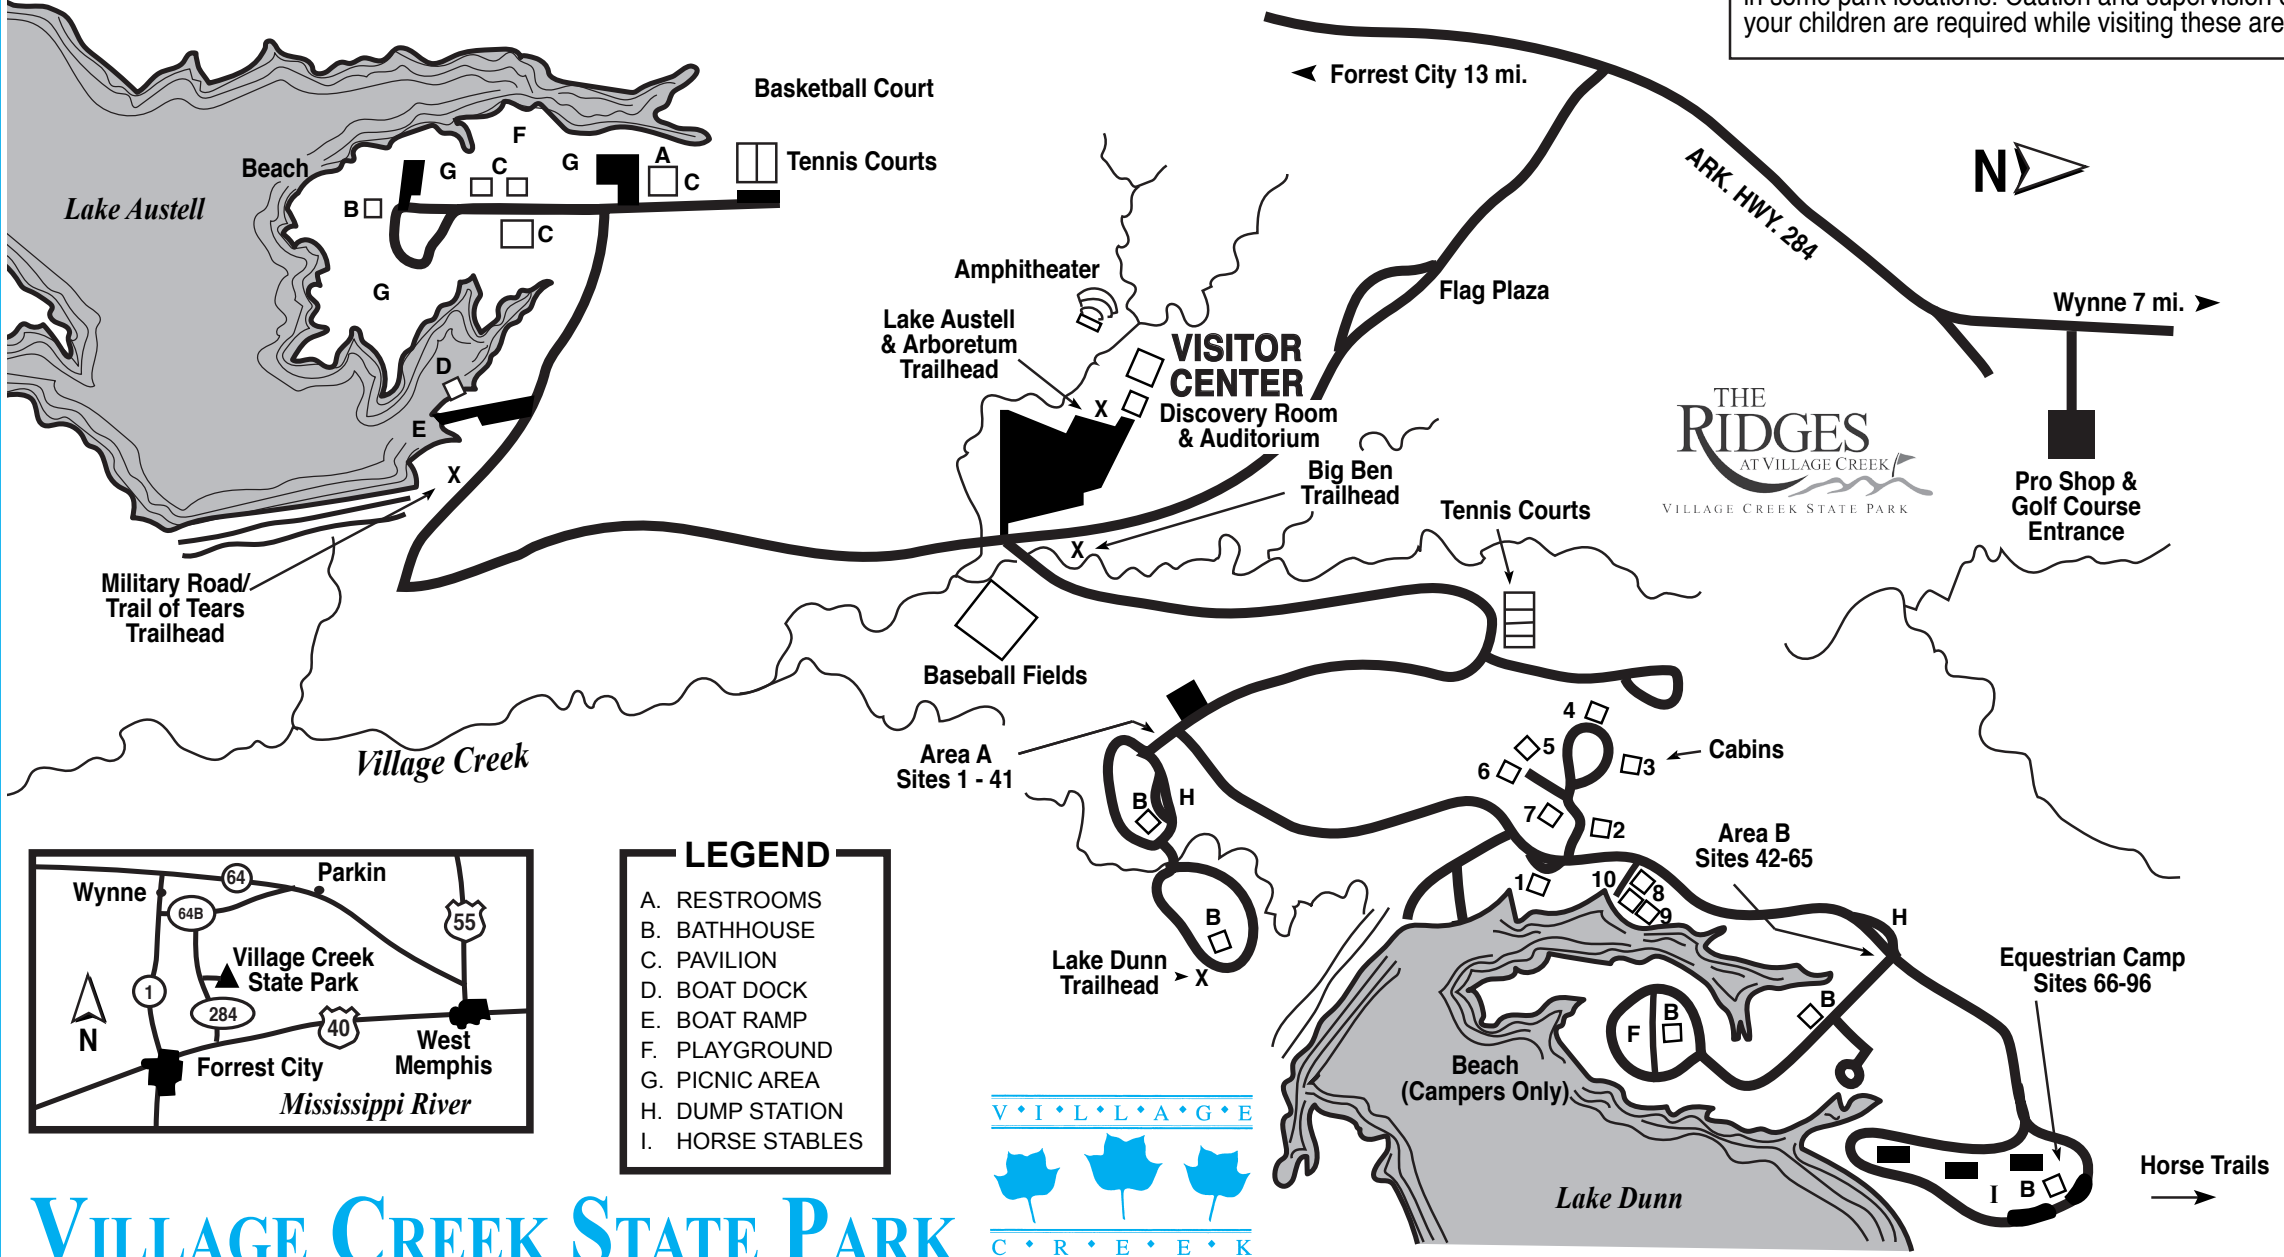 in some park locations. Caution and supervision
your children are required while visiting these are
Basketball Court
Forrest City 13 mi.
F
Beach
G
C
G
A
C
Tennis Courts
N
ARK. HWY. 284
Lake Austell
B
C
G
Amphitheater
Flag Plaza
Wynne 7 mi.
Lake Austell
& Arboretum
Trailhead
VISITOR
CENTER
Discovery Room
& Auditorium
D
E
X
X
THE
RIDGES
AT VILLAGE CREEK
VILLAGE CREEK STATE PARK
Big Ben
Trailhead
X
Tennis Courts
Pro Shop &
Golf Course
Entrance
Military Road/
Trail of Tears
Trailhead
Baseball Fields
Village Creek
Area A
Sites 1 - 41
4
5
6
3
Cabins
7
2
B
H
Area B
Sites 42-65
1
10
8
9
H
B
Lake Dunn
Trailhead
X
Equestrian Camp
Sites 66-96
B
F
B
Beach
(Campers Only)
Lake Dunn
I
B
Horse Trails
Wynne
64
Parkin
64B
55
Village Creek
State Park
1
284
40
N
West
Memphis
Forrest City
Mississippi River
LEGEND
A. RESTROOMS
B. BATHHOUSE
C. PAVILION
D. BOAT DOCK
E. BOAT RAMP
F. PLAYGROUND
G. PICNIC AREA
H. DUMP STATION
I. HORSE STABLES
V • I • L • L • A • G • E
C • R • E • E • K
VILLAGE CREEK STATE PARK